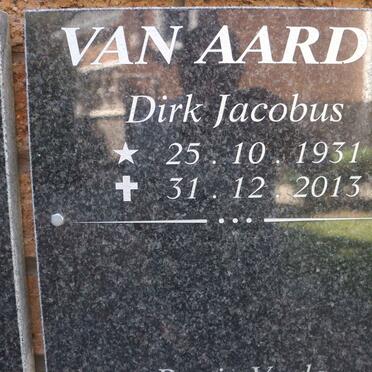 VAN AARD
Dirk Jacobus
★ 25 . 10 . 1931
✝ 31 . 12 . 2013